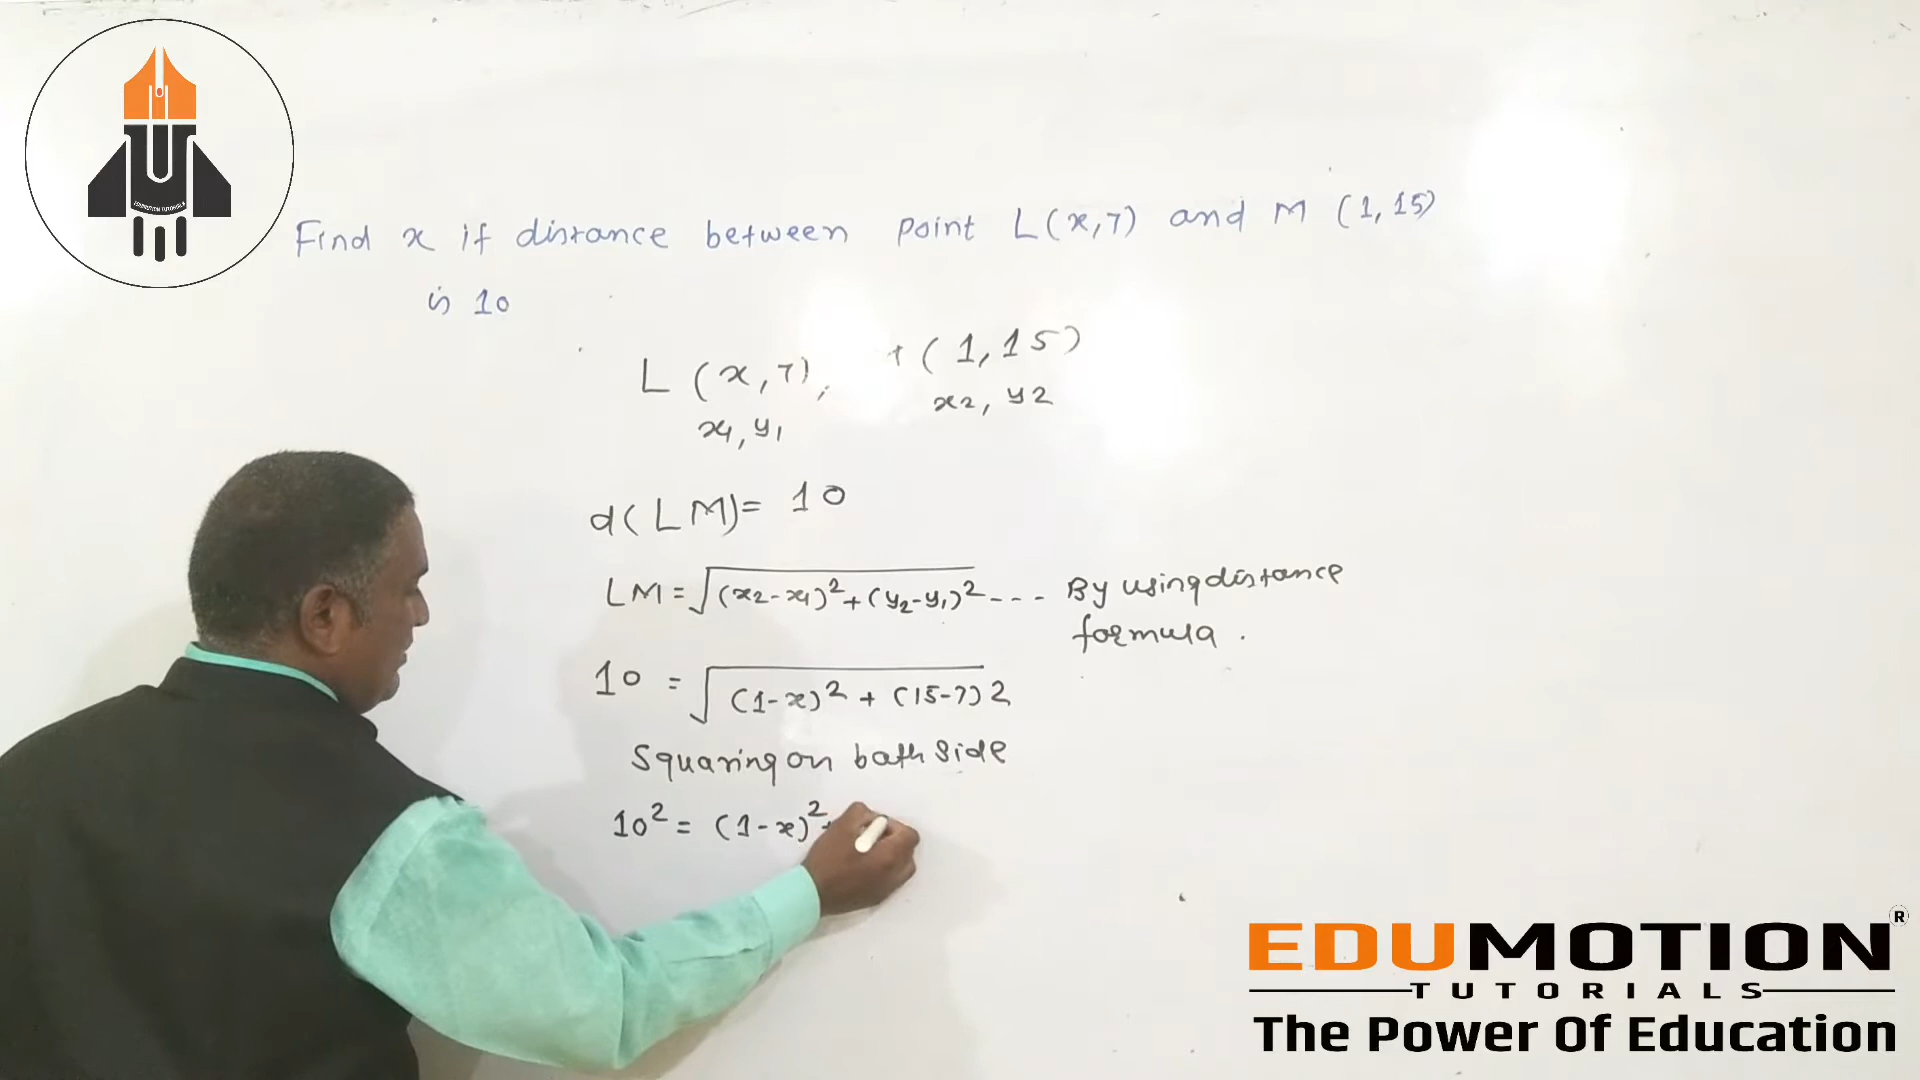 Find x if distance between point L(x,7) and M (1,15)
is 10
L (x,7), (1,15)
x1,y1 x2, y2
d(LM)= 10
LM = √(x2-x1)²+(y2-y1)² --- By using distance
formula .
10 = √(1-x)² + (15-7)2
Squaring on bath side
10² = (1-x)²+
EDUMOTION®
TUTORIALS
The Power Of Education